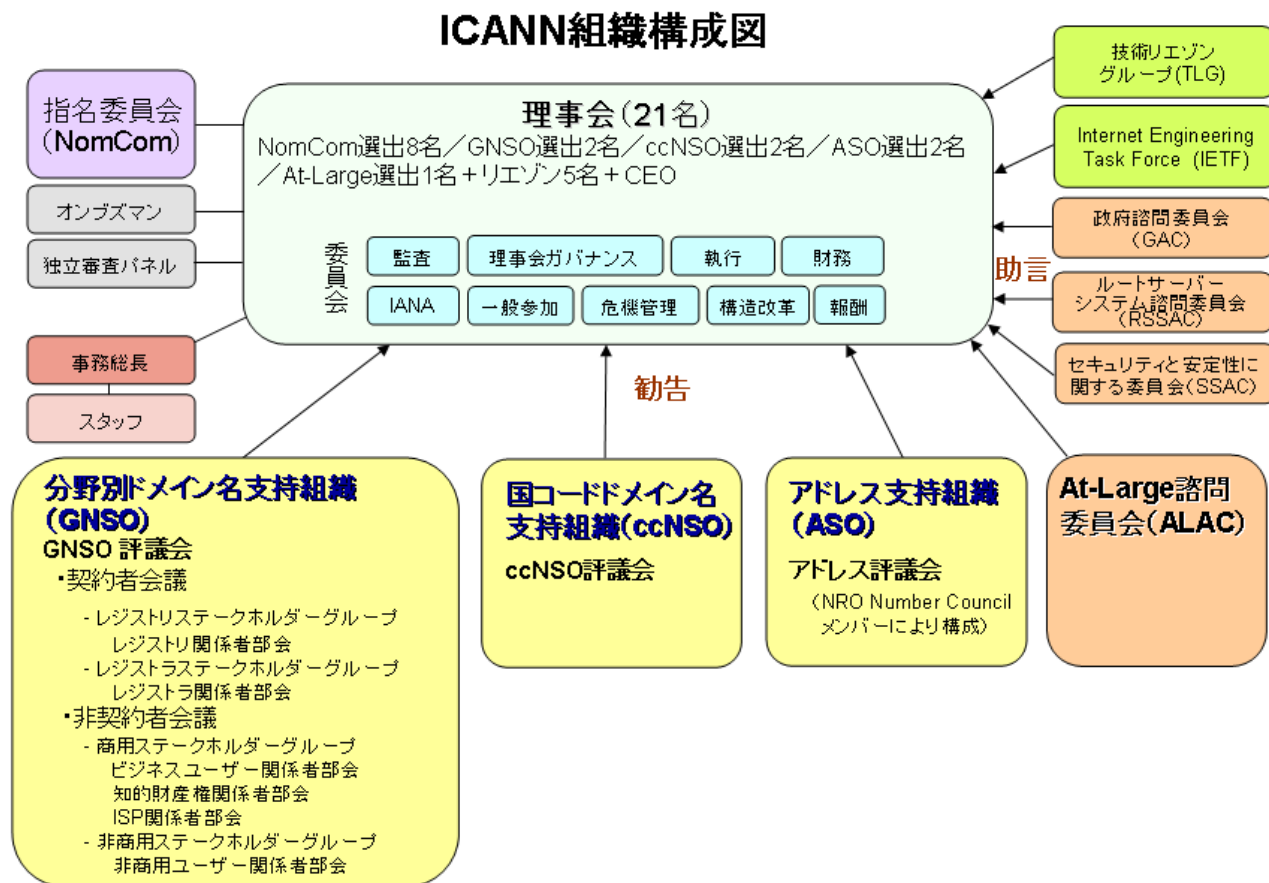 ICANN組織構成図
指名委員会
(NomCom)
オンブズマン
独立審査パネル
事務総長
スタッフ
理事会(21名)
NomCom選出8名／GNSO選出2名／ccNSO選出2名／ASO選出2名
／At-Large選出1名＋リエゾン5名＋CEO
委員会
監査
理事会ガバナンス
執行
財務
IANA
一般参加
危機管理
構造改革
報酬
技術リエゾン
グループ(TLG)
Internet Engineering
Task Force (IETF)
政府諮問委員会
(GAC)
助言
ルートサーバー
システム諮問委員会
(RSSAC)
セキュリティと安定性に
関する委員会(SSAC)
勧告
分野別ドメイン名支持組織
(GNSO)
GNSO 評議会
・契約者会議
- レジストリステークホルダーグループ
レジストリ関係者部会
- レジストラステークホルダーグループ
レジストラ関係者部会
・非契約者会議
- 商用ステークホルダーグループ
ビジネスユーザー関係者部会
知的財産権関係者部会
ISP関係者部会
- 非商用ステークホルダーグループ
非商用ユーザー関係者部会
国コードドメイン名
支持組織(ccNSO)
ccNSO評議会
アドレス支持組織
(ASO)
アドレス評議会
(NRO Number Council
メンバーにより構成)
At-Large諮問
委員会(ALAC)